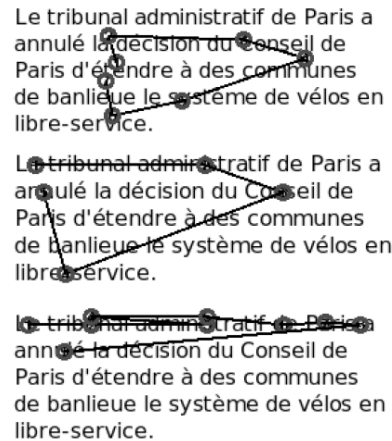 Le tribunal administratif de Paris a
annulé la décision du Conseil de
Paris d'étendre à des communes
de banlieue le système de vélos en
libre-service.
Le tribunal administratif de Paris a
annulé la décision du Conseil de
Paris d'étendre à des communes
de banlieue le système de vélos en
libre-service.
Le tribunal administratif de Paris a
annulé la décision du Conseil de
Paris d'étendre à des communes
de banlieue le système de vélos en
libre-service.